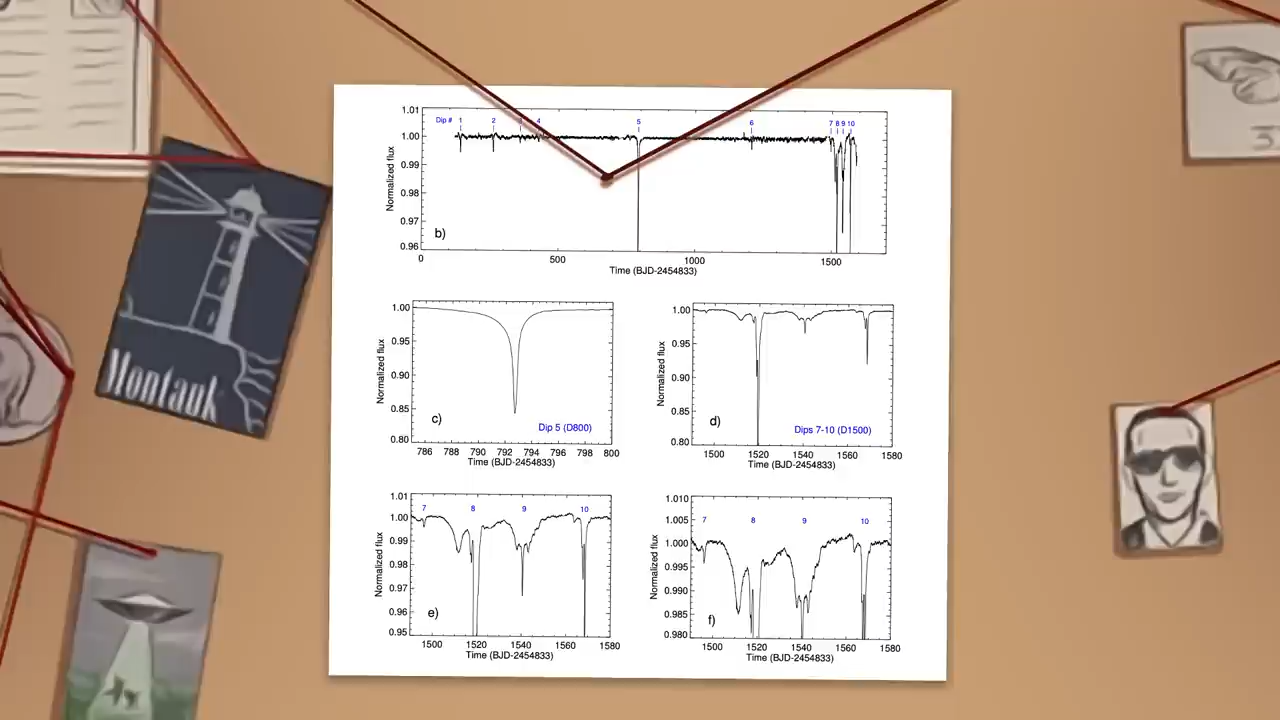 1.01
Dip # 1 2 3 4 5 6 7 8 9 10
1.00
0.99
0.98
0.97
0.96
Normalized flux
b)
0 500 1000 1500
Time (BJD-2454833)
1.00
0.95
0.90
0.85
0.80
Normalized flux
c)
Dip 5 (D800)
786 788 790 792 794 796 798 800
Time (BJD-2454833)
1.00
0.95
0.90
0.85
0.80
Normalized flux
d)
Dips 7-10 (D1500)
1500 1520 1540 1560 1580
Time (BJD-2454833)
Montauk
1.01
7 8 9 10
1.00
0.99
0.98
0.97
0.96
0.95
Normalized flux
e)
1500 1520 1540 1560 1580
Time (BJD-2454833)
1.010
1.005
7 8 9 10
1.000
0.995
0.990
0.985
0.980
Normalized flux
f)
1500 1520 1540 1560 1580
Time (BJD-2454833)